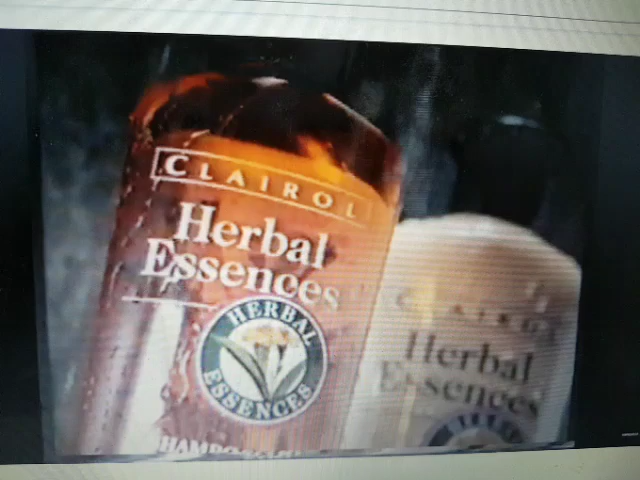 CLAIROL
Herbal
Essences
HERBAL
ESSENCES
CLAIROL
Herbal
Essences